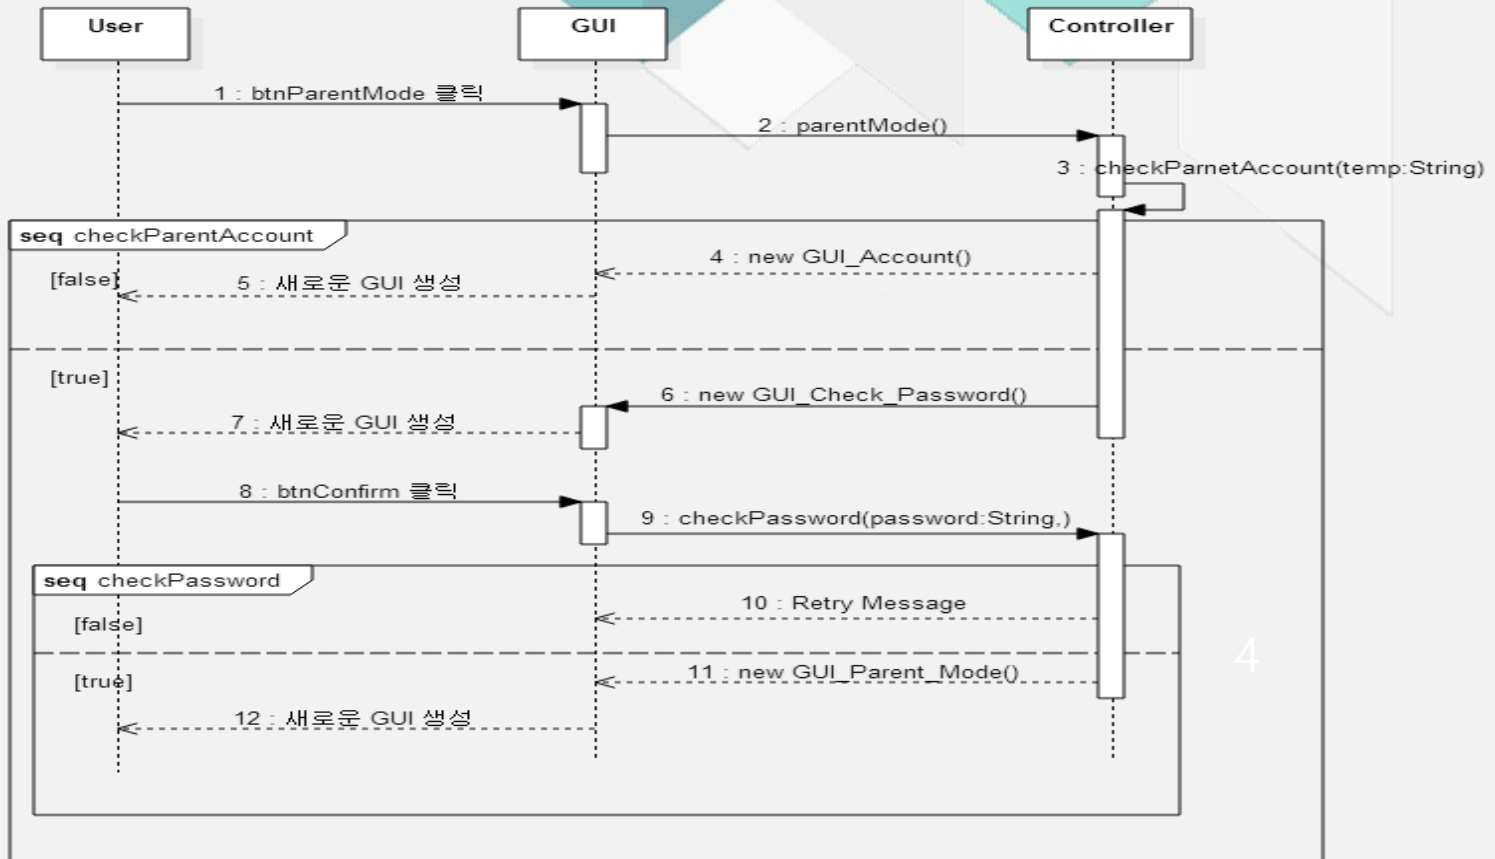 User
GUI
Controller
1 : btnParentMode 클릭
2 : parentMode()
3 : checkParnetAccount(temp:String)
seq checkParentAccount
4 : new GUI_Account()
[false]
5 : 새로운 GUI 생성
[true]
6 : new GUI_Check_Password()
7 : 새로운 GUI 생성
8 : btnConfirm 클릭
9 : checkPassword(password:String,)
seq checkPassword
10 : Retry Message
[false]
4
11 : new GUI_Parent_Mode()
[true]
12 : 새로운 GUI 생성